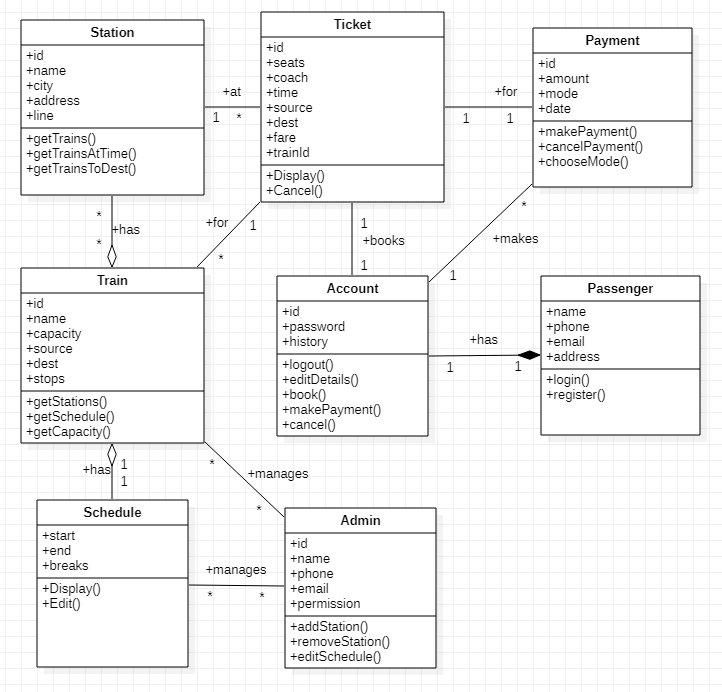 Station
+id
+name
+city
+address
+line
+getTrains()
+getTrainsAtTime()
+getTrainsToDest()
+at
1
*
Ticket
+id
+seats
+coach
+time
+source
+dest
+fare
+trainId
+Display()
+Cancel()
+for
1
1
Payment
+id
+amount
+mode
+date
+makePayment()
+cancelPayment()
+chooseMode()
*
+has
*
+for
1
*
1
+books
1
*
+makes
1
Train
+id
+name
+capacity
+source
+dest
+stops
+getStations()
+getSchedule()
+getCapacity()
Account
+id
+password
+history
+logout()
+editDetails()
+book()
+makePayment()
+cancel()
+has
1
1
Passenger
+name
+phone
+email
+address
+login()
+register()
+has
1
1
*
+manages
*
Schedule
+start
+end
+breaks
+Display()
+Edit()
+manages
*
*
Admin
+id
+name
+phone
+email
+permission
+addStation()
+removeStation()
+editSchedule()